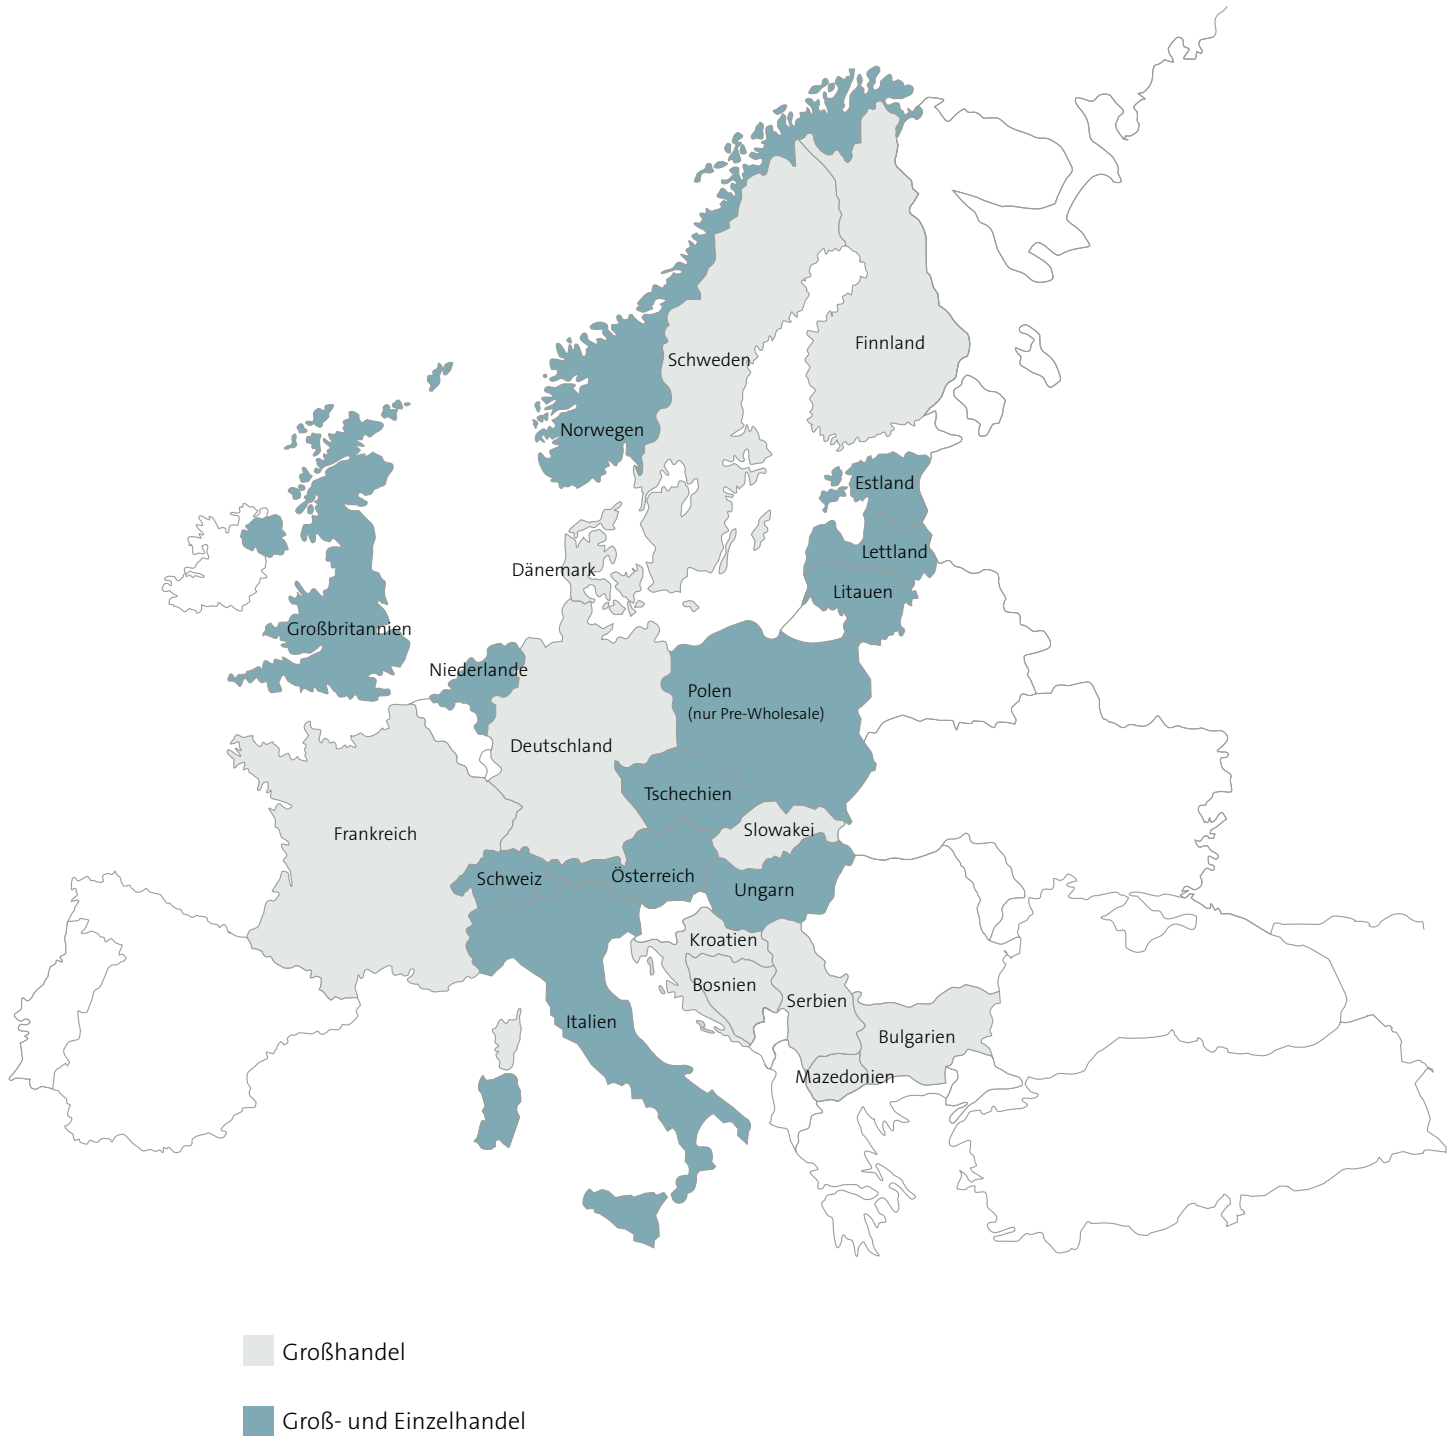 Finnland
Schweden
Norwegen
Estland
Lettland
Dänemark
Litauen
Großbritannien
Niederlande
Polen
(nur Pre-Wholesale)
Deutschland
Tschechien
Slowakei
Frankreich
Österreich
Schweiz
Ungarn
Kroatien
Bosnien
Serbien
Italien
Bulgarien
Mazedonien
Großhandel
Groß- und Einzelhandel